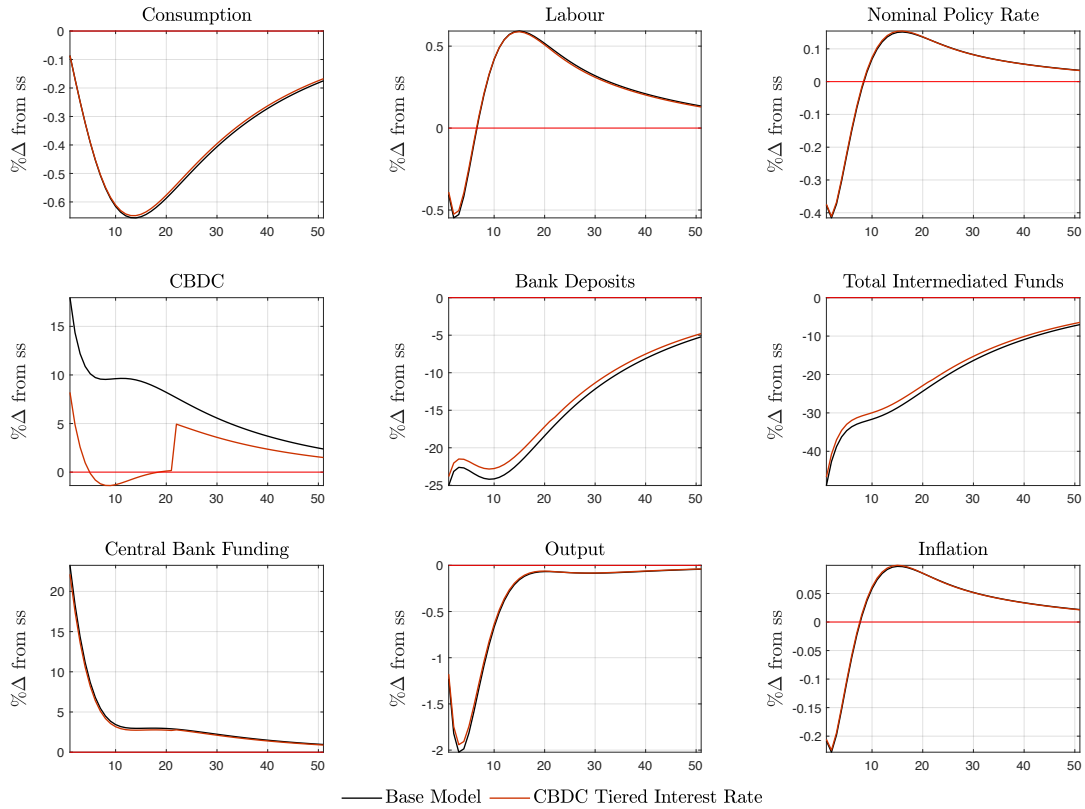 Consumption
Labour
Nominal Policy Rate
%Δ from ss
0
-0.1
-0.2
-0.3
-0.4
-0.5
-0.6
10 20 30 40 50
%Δ from ss
0.5
0
-0.5
10 20 30 40 50
%Δ from ss
0.1
0
-0.1
-0.2
-0.3
-0.4
10 20 30 40 50
CBDC
Bank Deposits
Total Intermediated Funds
%Δ from ss
15
10
5
0
10 20 30 40 50
%Δ from ss
0
-5
-10
-15
-20
-25
10 20 30 40 50
%Δ from ss
0
-10
-20
-30
-40
10 20 30 40 50
Central Bank Funding
Output
Inflation
%Δ from ss
20
15
10
5
0
10 20 30 40 50
%Δ from ss
0
-0.5
-1
-1.5
-2
10 20 30 40 50
%Δ from ss
0.05
0
-0.05
-0.1
-0.15
-0.2
10 20 30 40 50
Base Model CBDC Tiered Interest Rate